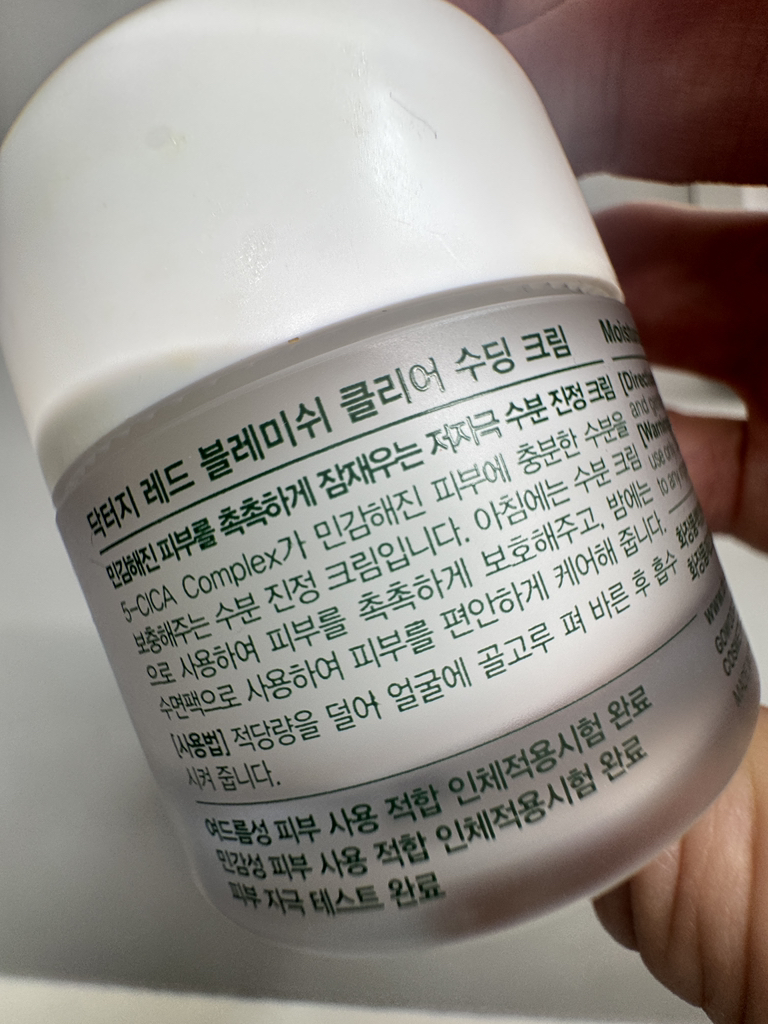 닥터지 레드 블레미쉬 클리어 수딩 크림
민감해진 피부를 촉촉하게 잠재우는 저자극 수분 진정 크림
5-CICA Complex가 민감해진 피부에 충분한 수분을
보충해주는 수분 진정 크림입니다. 아침에는 수분 크림
으로 사용하여 피부를 촉촉하게 보호해주고, 밤에는
수면팩으로 사용하여 피부를 편안하게 케어해 줍니다.
[사용법] 적당량을 덜어 얼굴에 골고루 펴 바른 후 흡수
시켜 줍니다.
여드름성 피부 사용 적합 인체적용시험 완료
민감성 피부 사용 적합 인체적용시험 완료
피부 자극 테스트 완료
and
use
to any